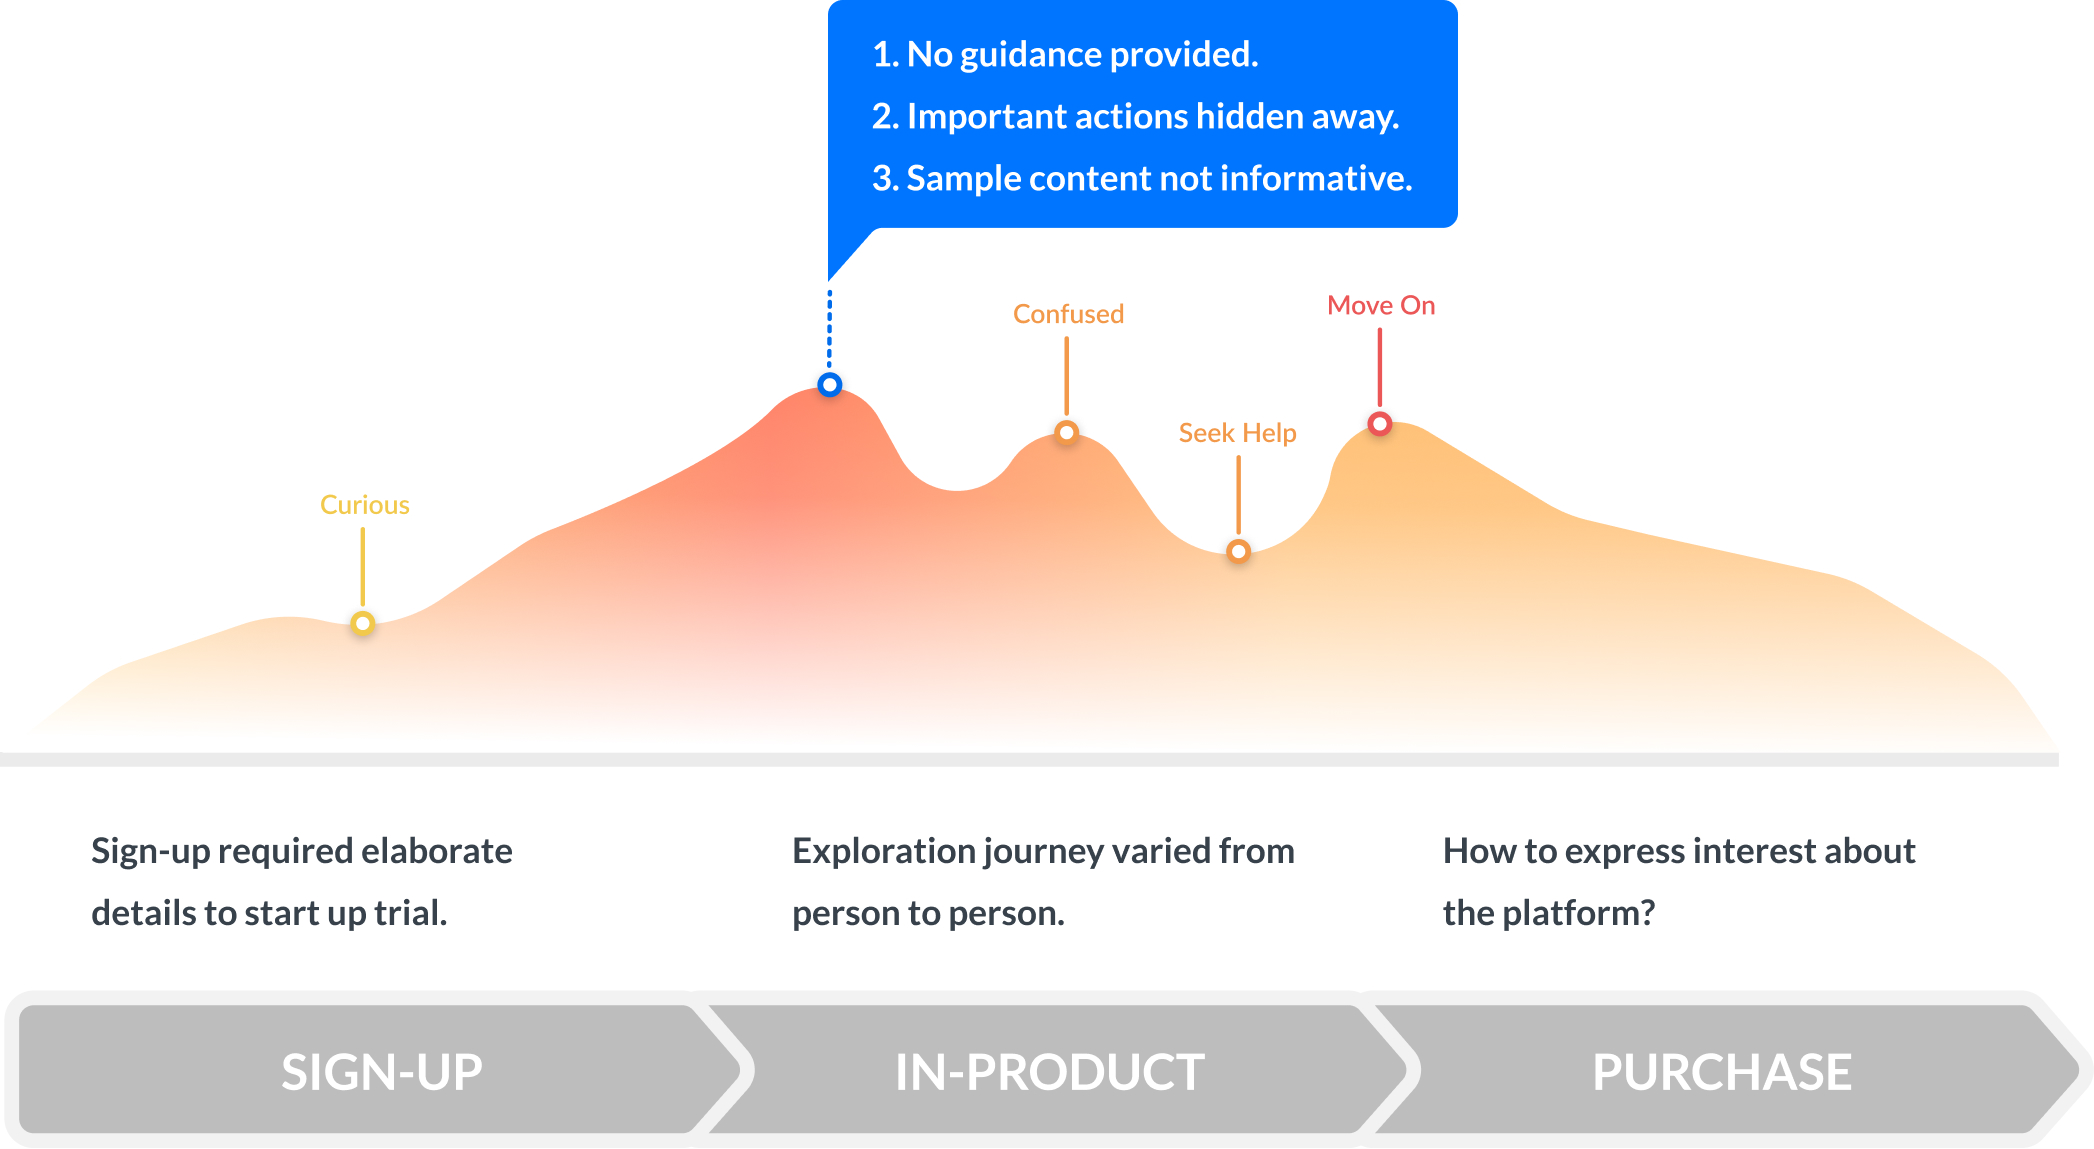 1. No guidance provided.
2. Important actions hidden away.
3. Sample content not informative.
Confused
Move On
Seek Help
Curious
Sign-up required elaborate
details to start up trial.
Exploration journey varied from
person to person.
How to express interest about
the platform?
SIGN-UP
IN-PRODUCT
PURCHASE